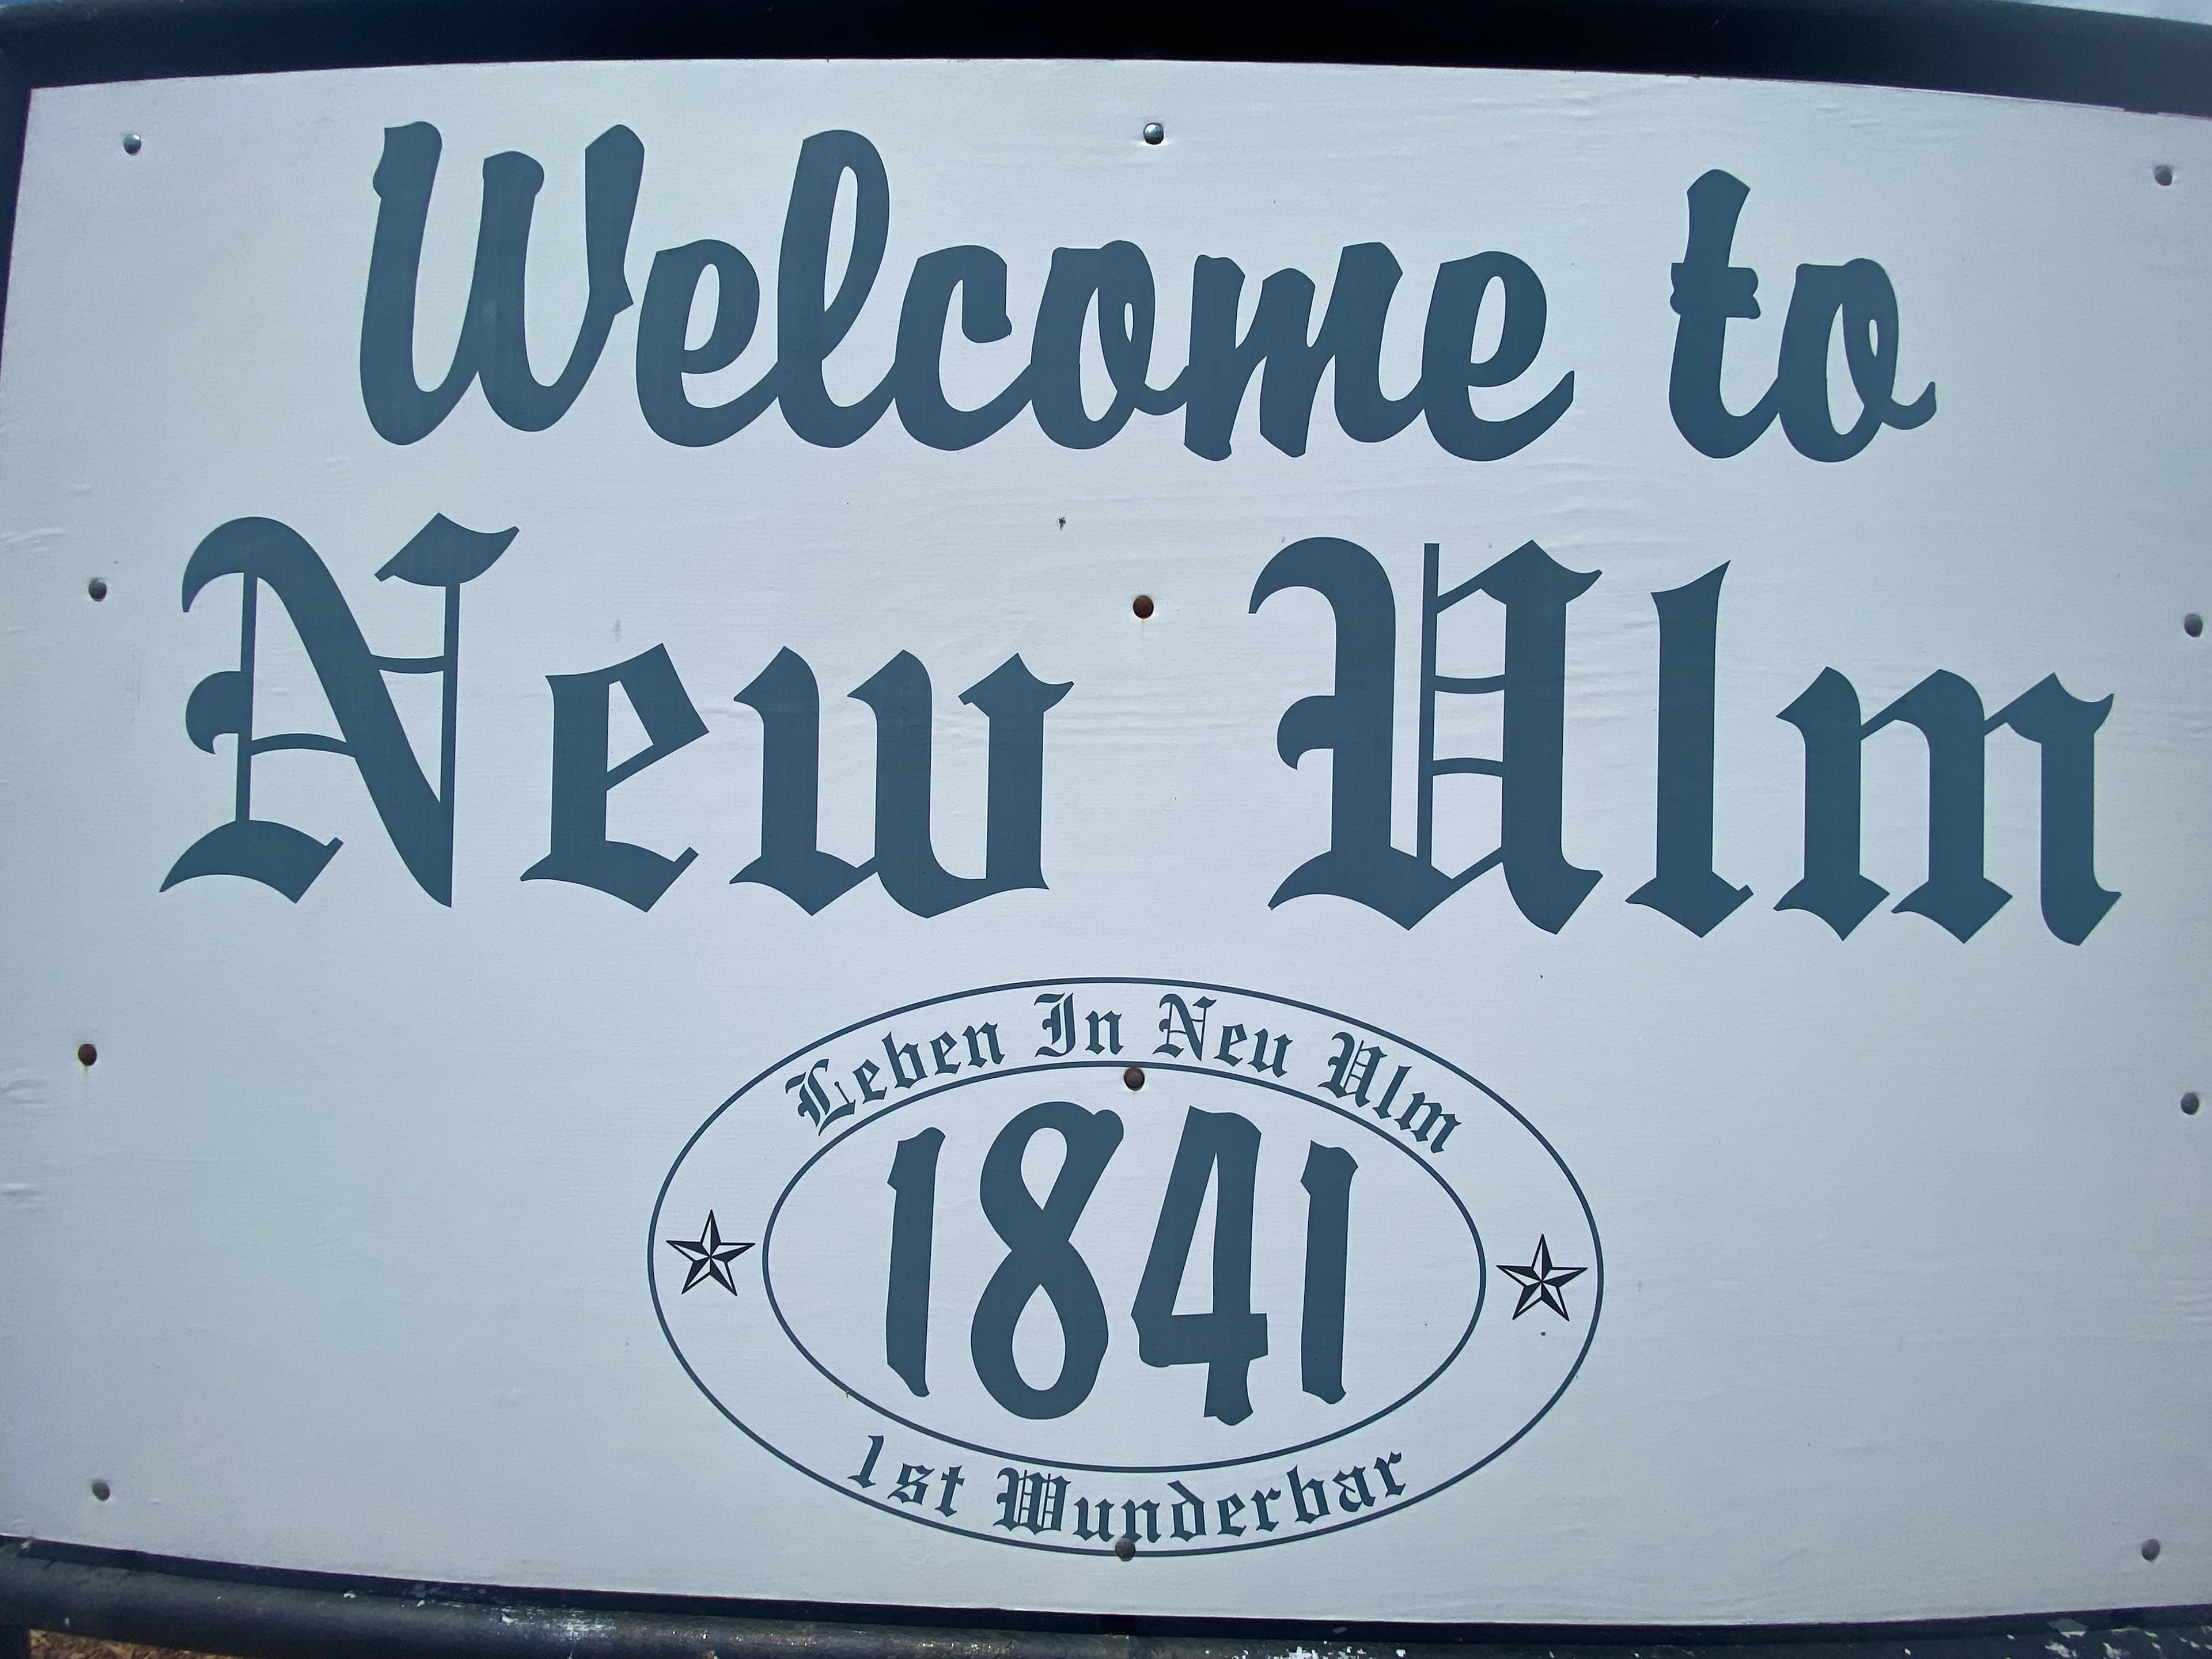 Welcome to
New Ulm
Leben In Neu Ulm
1841
1st Wunderbar